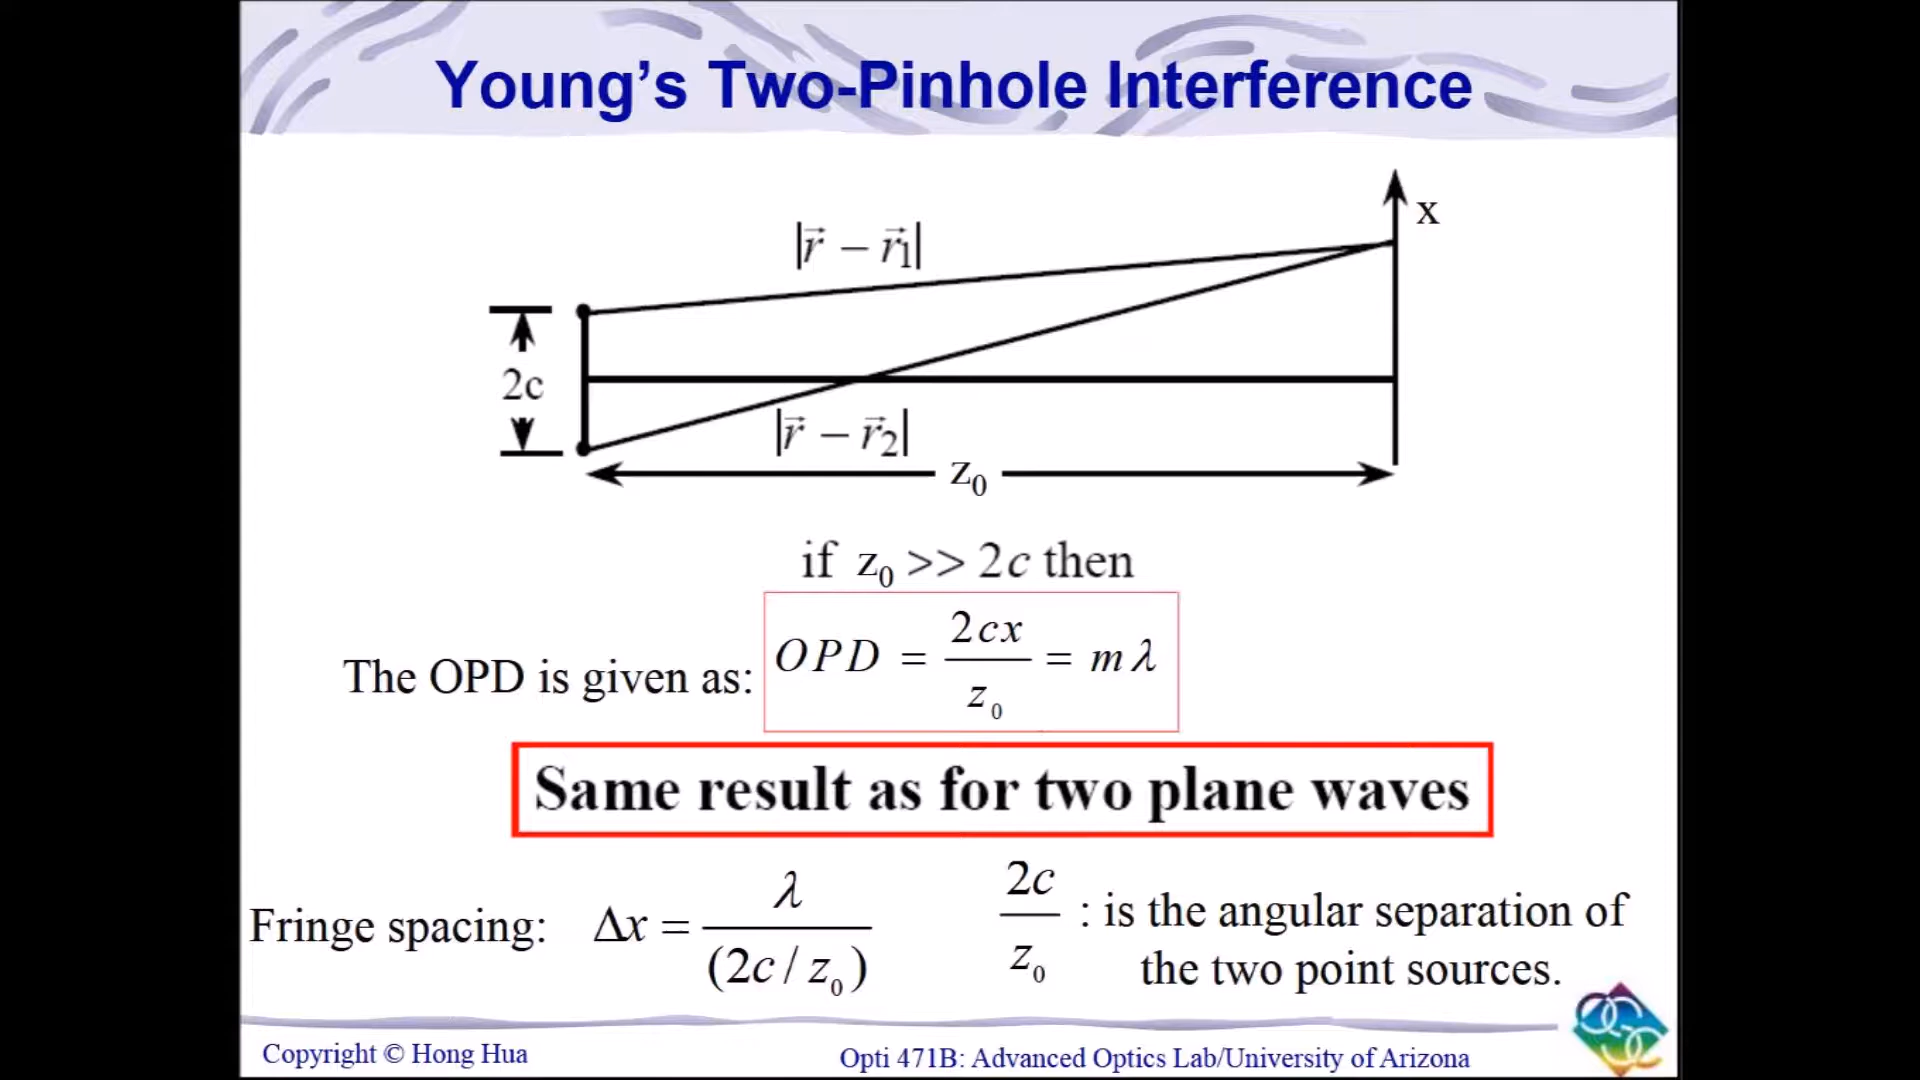 Young's Two-Pinhole Interference
x
|r⃗ − r⃗₁|
2c
|r⃗ − r⃗₂|
z₀
if z₀ >> 2c then
The OPD is given as: OPD = 2cx / z₀ = mλ
Same result as for two plane waves
Fringe spacing: Δx = λ / (2c / z₀)
2c / z₀ : is the angular separation of
the two point sources.
Copyright © Hong Hua
Opti 471B: Advanced Optics Lab/University of Arizona